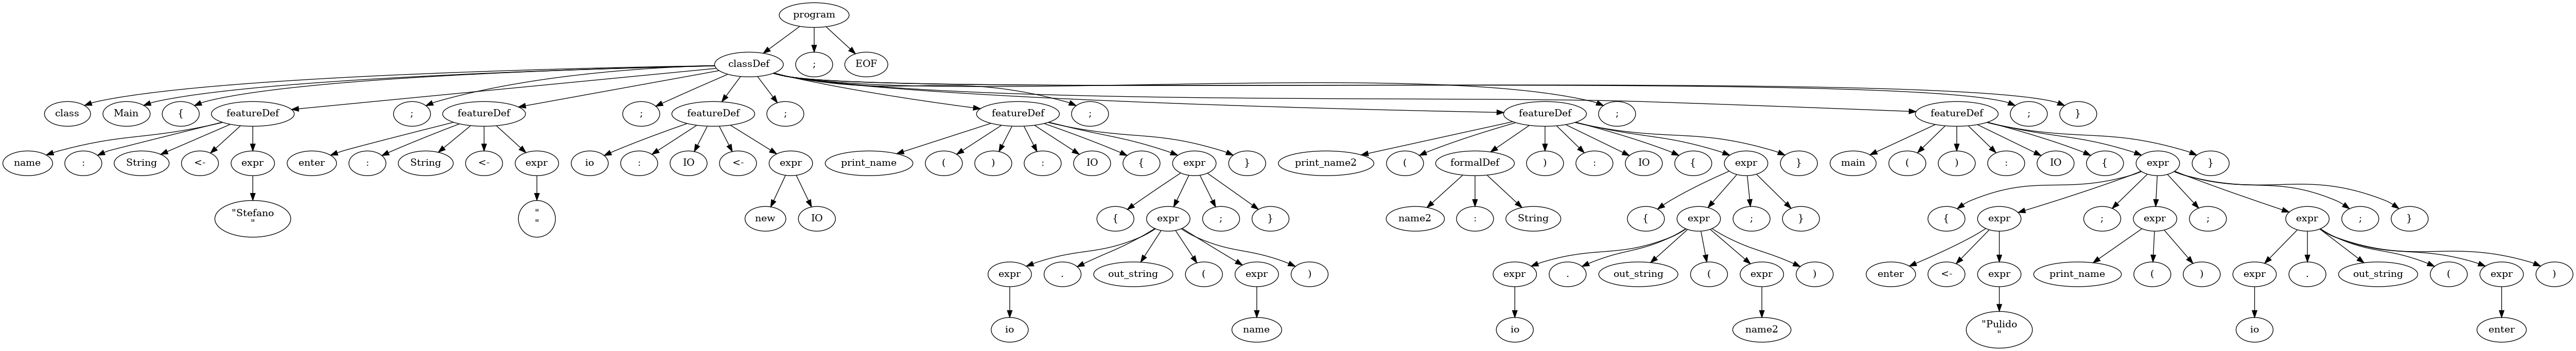 program
classDef ; EOF
class Main { featureDef ; featureDef ; featureDef ; featureDef ; featureDef ; featureDef ; }
name : String <- expr enter : String <- expr io : IO <- expr print_name ( ) : IO { expr } print_name2 ( formalDef ) : IO { expr } main ( ) : IO { expr }
"Stefano
"
"
"
new IO { expr ; } name2 : String { expr ; } { expr ; expr ; expr ; }
expr . out_string ( expr ) expr . out_string ( expr ) enter <- expr print_name ( ) expr . out_string ( expr )
io name io name2 "Pulido
"
io enter